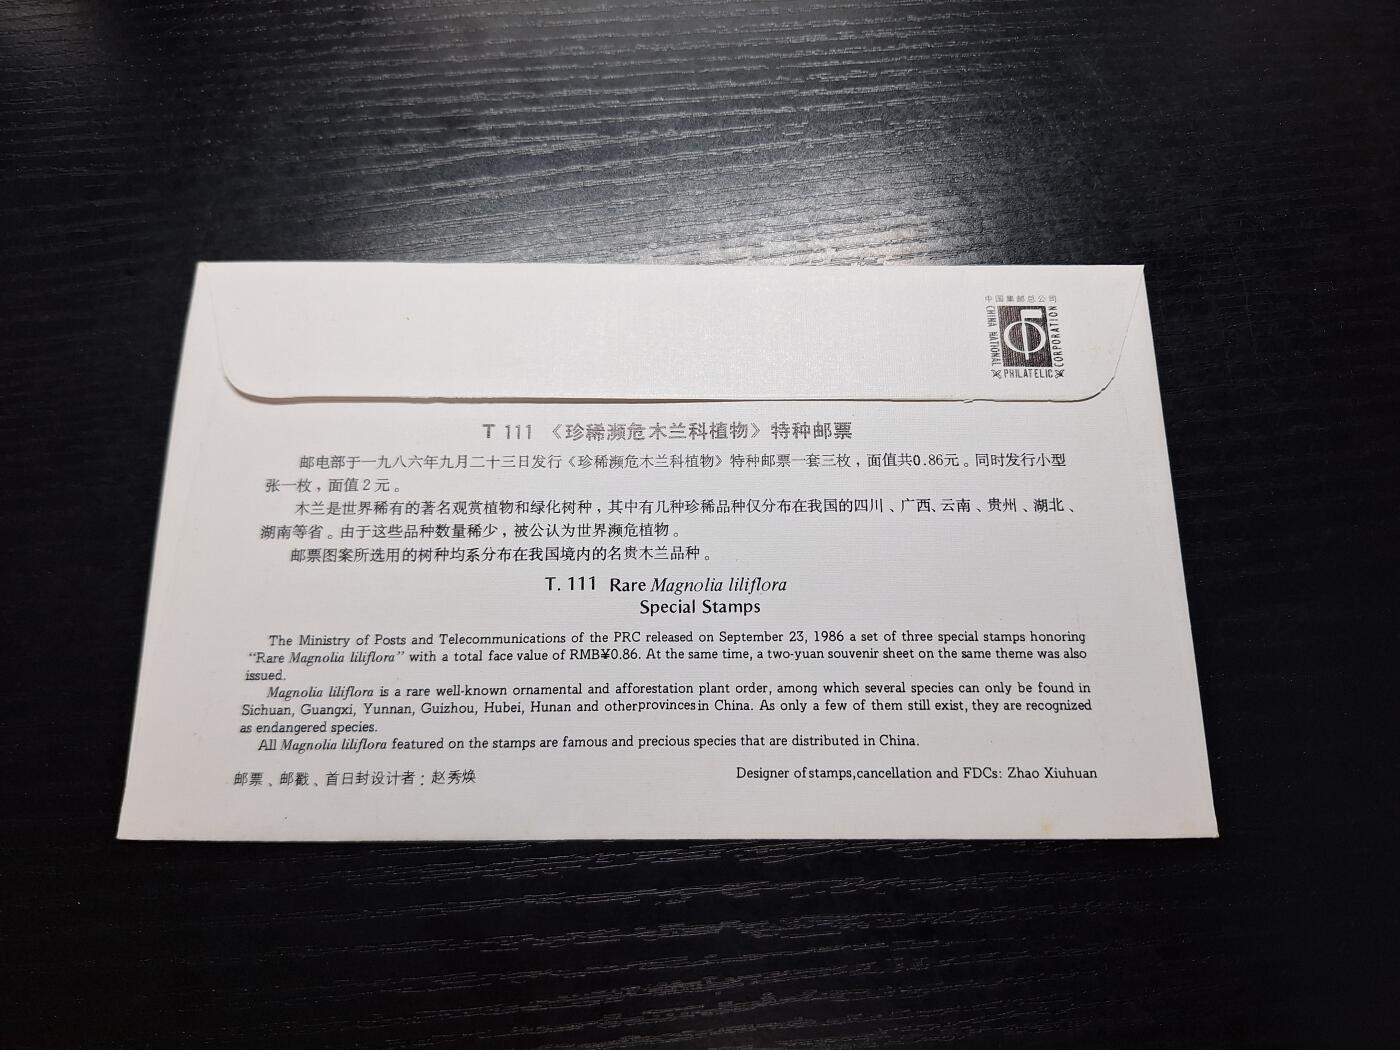 中国集邮总公司
CHINA NATIONAL
PHILATELIC
CORPORATION
T 111 《珍稀濒危木兰科植物》特种邮票
邮电部于一九八六年九月二十三日发行《珍稀濒危木兰科植物》特种邮票一套三枚，面值共0.86元。同时发行小型
张一枚，面值2元。
木兰是世界稀有的著名观赏植物和绿化树种，其中有几种珍稀品种仅分布在我国的四川、广西、云南、贵州、湖北、
湖南等省。由于这些品种数量稀少，被公认为世界濒危植物。
邮票图案所选用的树种均系分布在我国境内的名贵木兰品种。
T. 111 Rare Magnolia liliflora
Special Stamps
The Ministry of Posts and Telecommunications of the PRC released on September 23, 1986 a set of three special stamps honoring
"Rare Magnolia liliflora" with a total face value of RMB¥0.86. At the same time, a two-yuan souvenir sheet on the same theme was also
issued.
Magnolia liliflora is a rare well-known ornamental and afforestation plant order, among which several species can only be found in
Sichuan, Guangxi, Yunnan, Guizhou, Hubei, Hunan and other provinces in China. As only a few of them still exist, they are recognized
as endangered species.
All Magnolia liliflora featured on the stamps are famous and precious species that are distributed in China.
邮票、邮戳、首日封设计者：赵秀焕
Designer of stamps, cancellation and FDCs: Zhao Xiuhuan